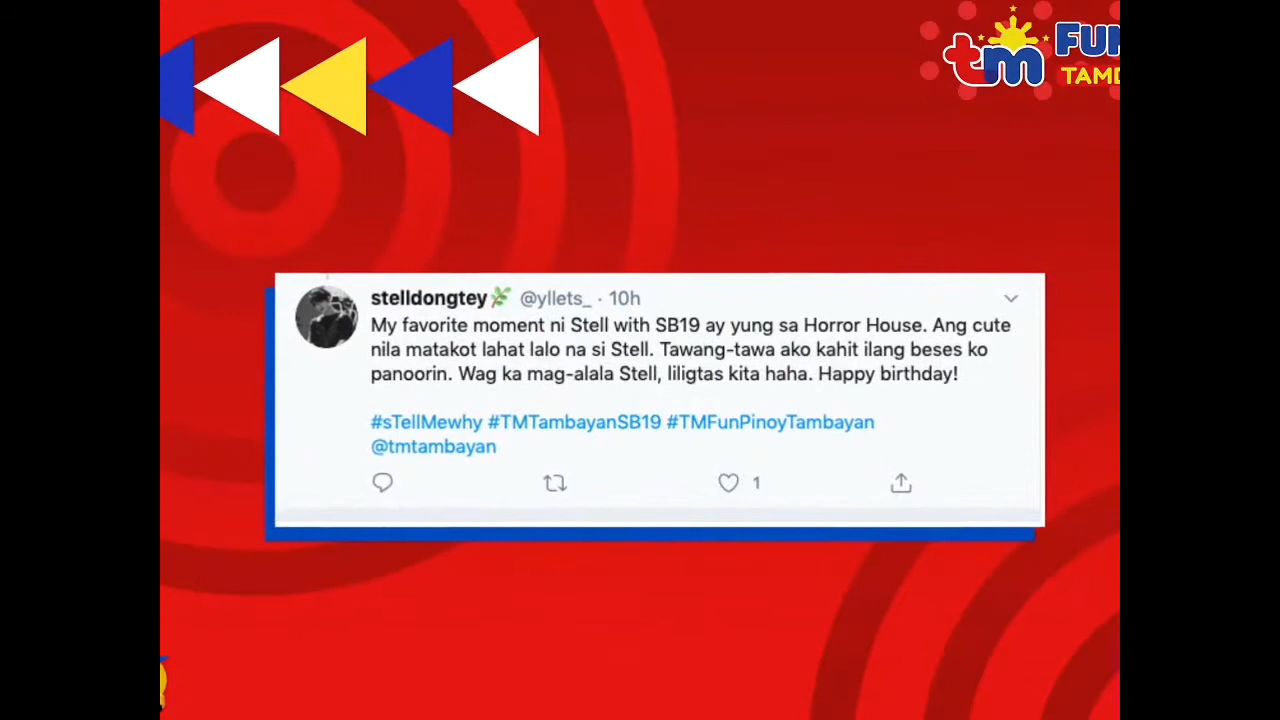 tm FUN
TAMB
stelldongtey @yllets_ · 10h
My favorite moment ni Stell with SB19 ay yung sa Horror House. Ang cute
nila matakot lahat lalo na si Stell. Tawang-tawa ako kahit ilang beses ko
panoorin. Wag ka mag-alala Stell, liligtas kita haha. Happy birthday!
#sTellMewhy #TMTambayanSB19 #TMFunPinoyTambayan
@tmtambayan
1